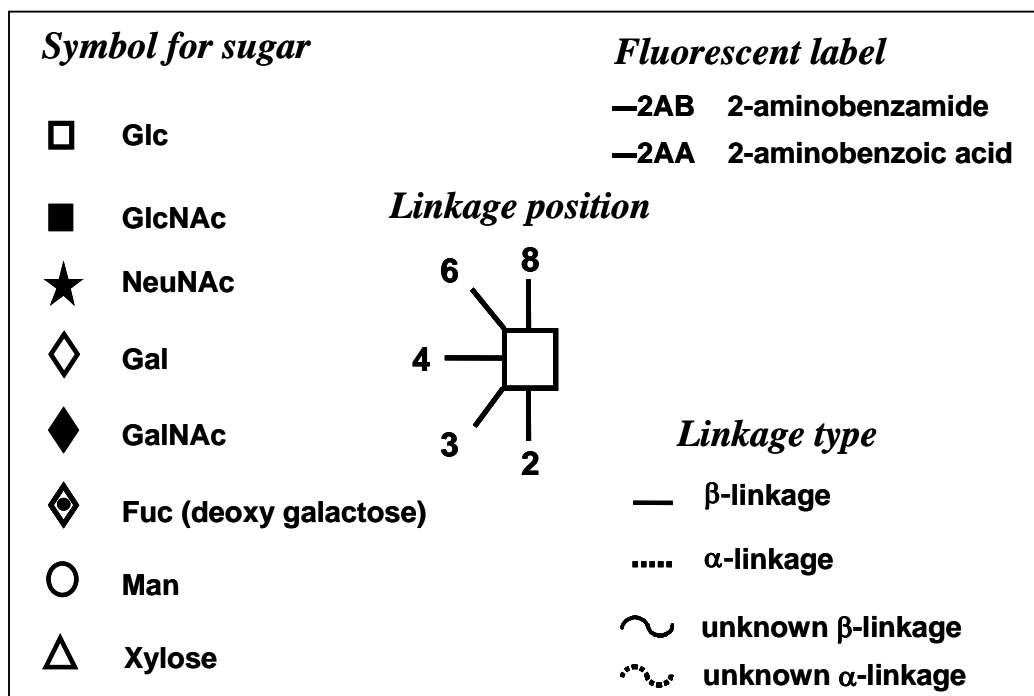 Symbol for sugar
Glc
GlcNAc
NeuNAc
Gal
GalNAc
Fuc (deoxy galactose)
Man
Xylose
Fluorescent label
—2AB 2-aminobenzamide
—2AA 2-aminobenzoic acid
Linkage position
8
6
4
3
2
Linkage type
β-linkage
α-linkage
unknown β-linkage
unknown α-linkage